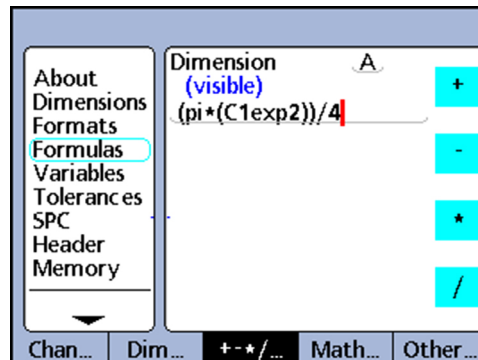 About
Dimensions
Formats
Formulas
Variables
Tolerances
SPC
Header
Memory
Dimension A
(visible)
(pi*(C1exp2))/4
+
-
*
/
Chan... Dim... +-*/... Math... Other...